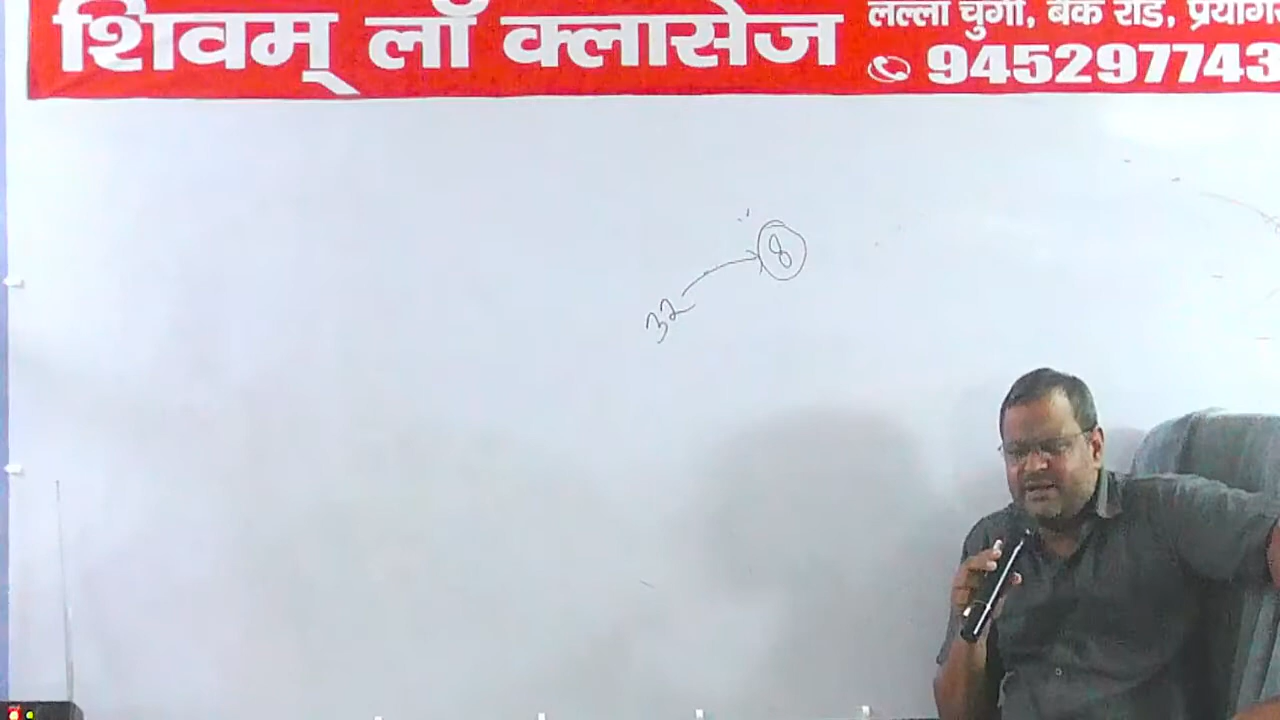 शिवम् लॉ क्लासेज
लल्ला चुंगी, बैंक रोड, प्रयाग
945297743
8
32